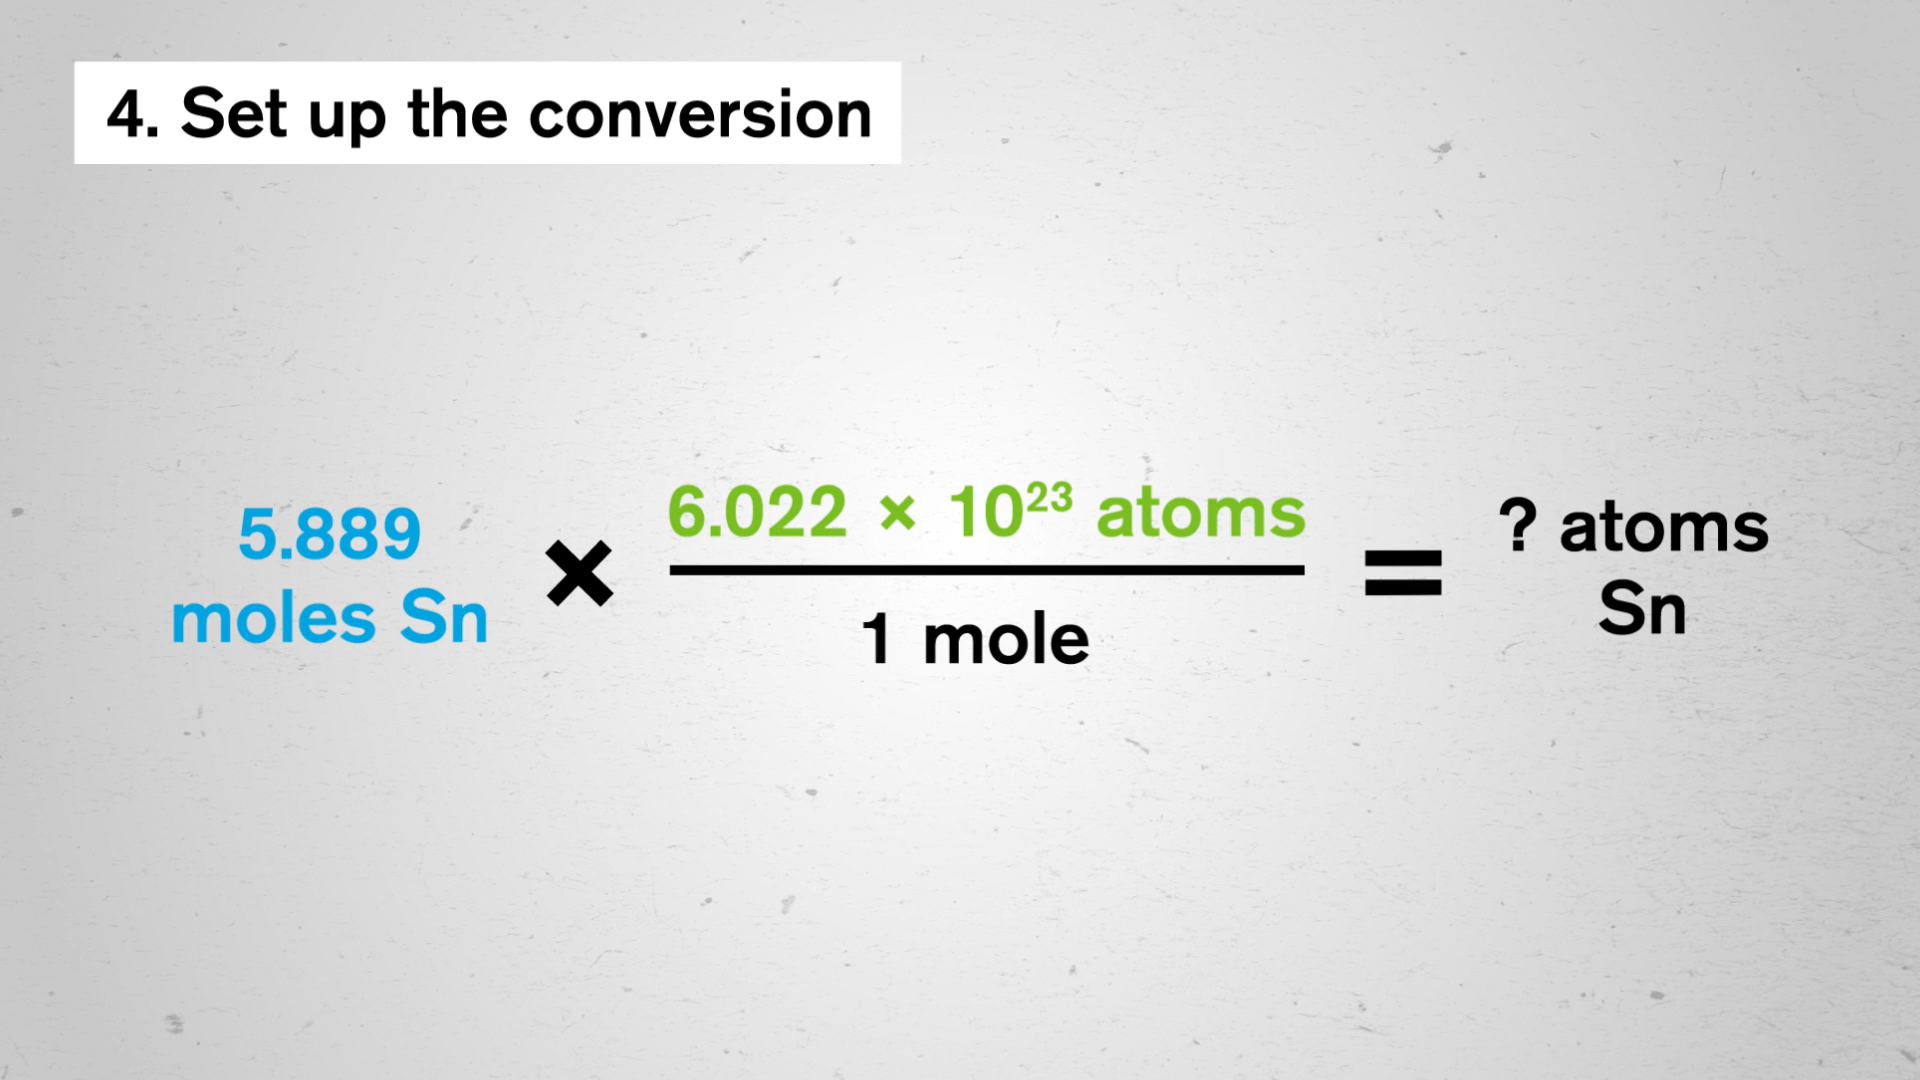 4. Set up the conversion
5.889
moles Sn
×
6.022 × 10²³ atoms
1 mole
=
? atoms
Sn